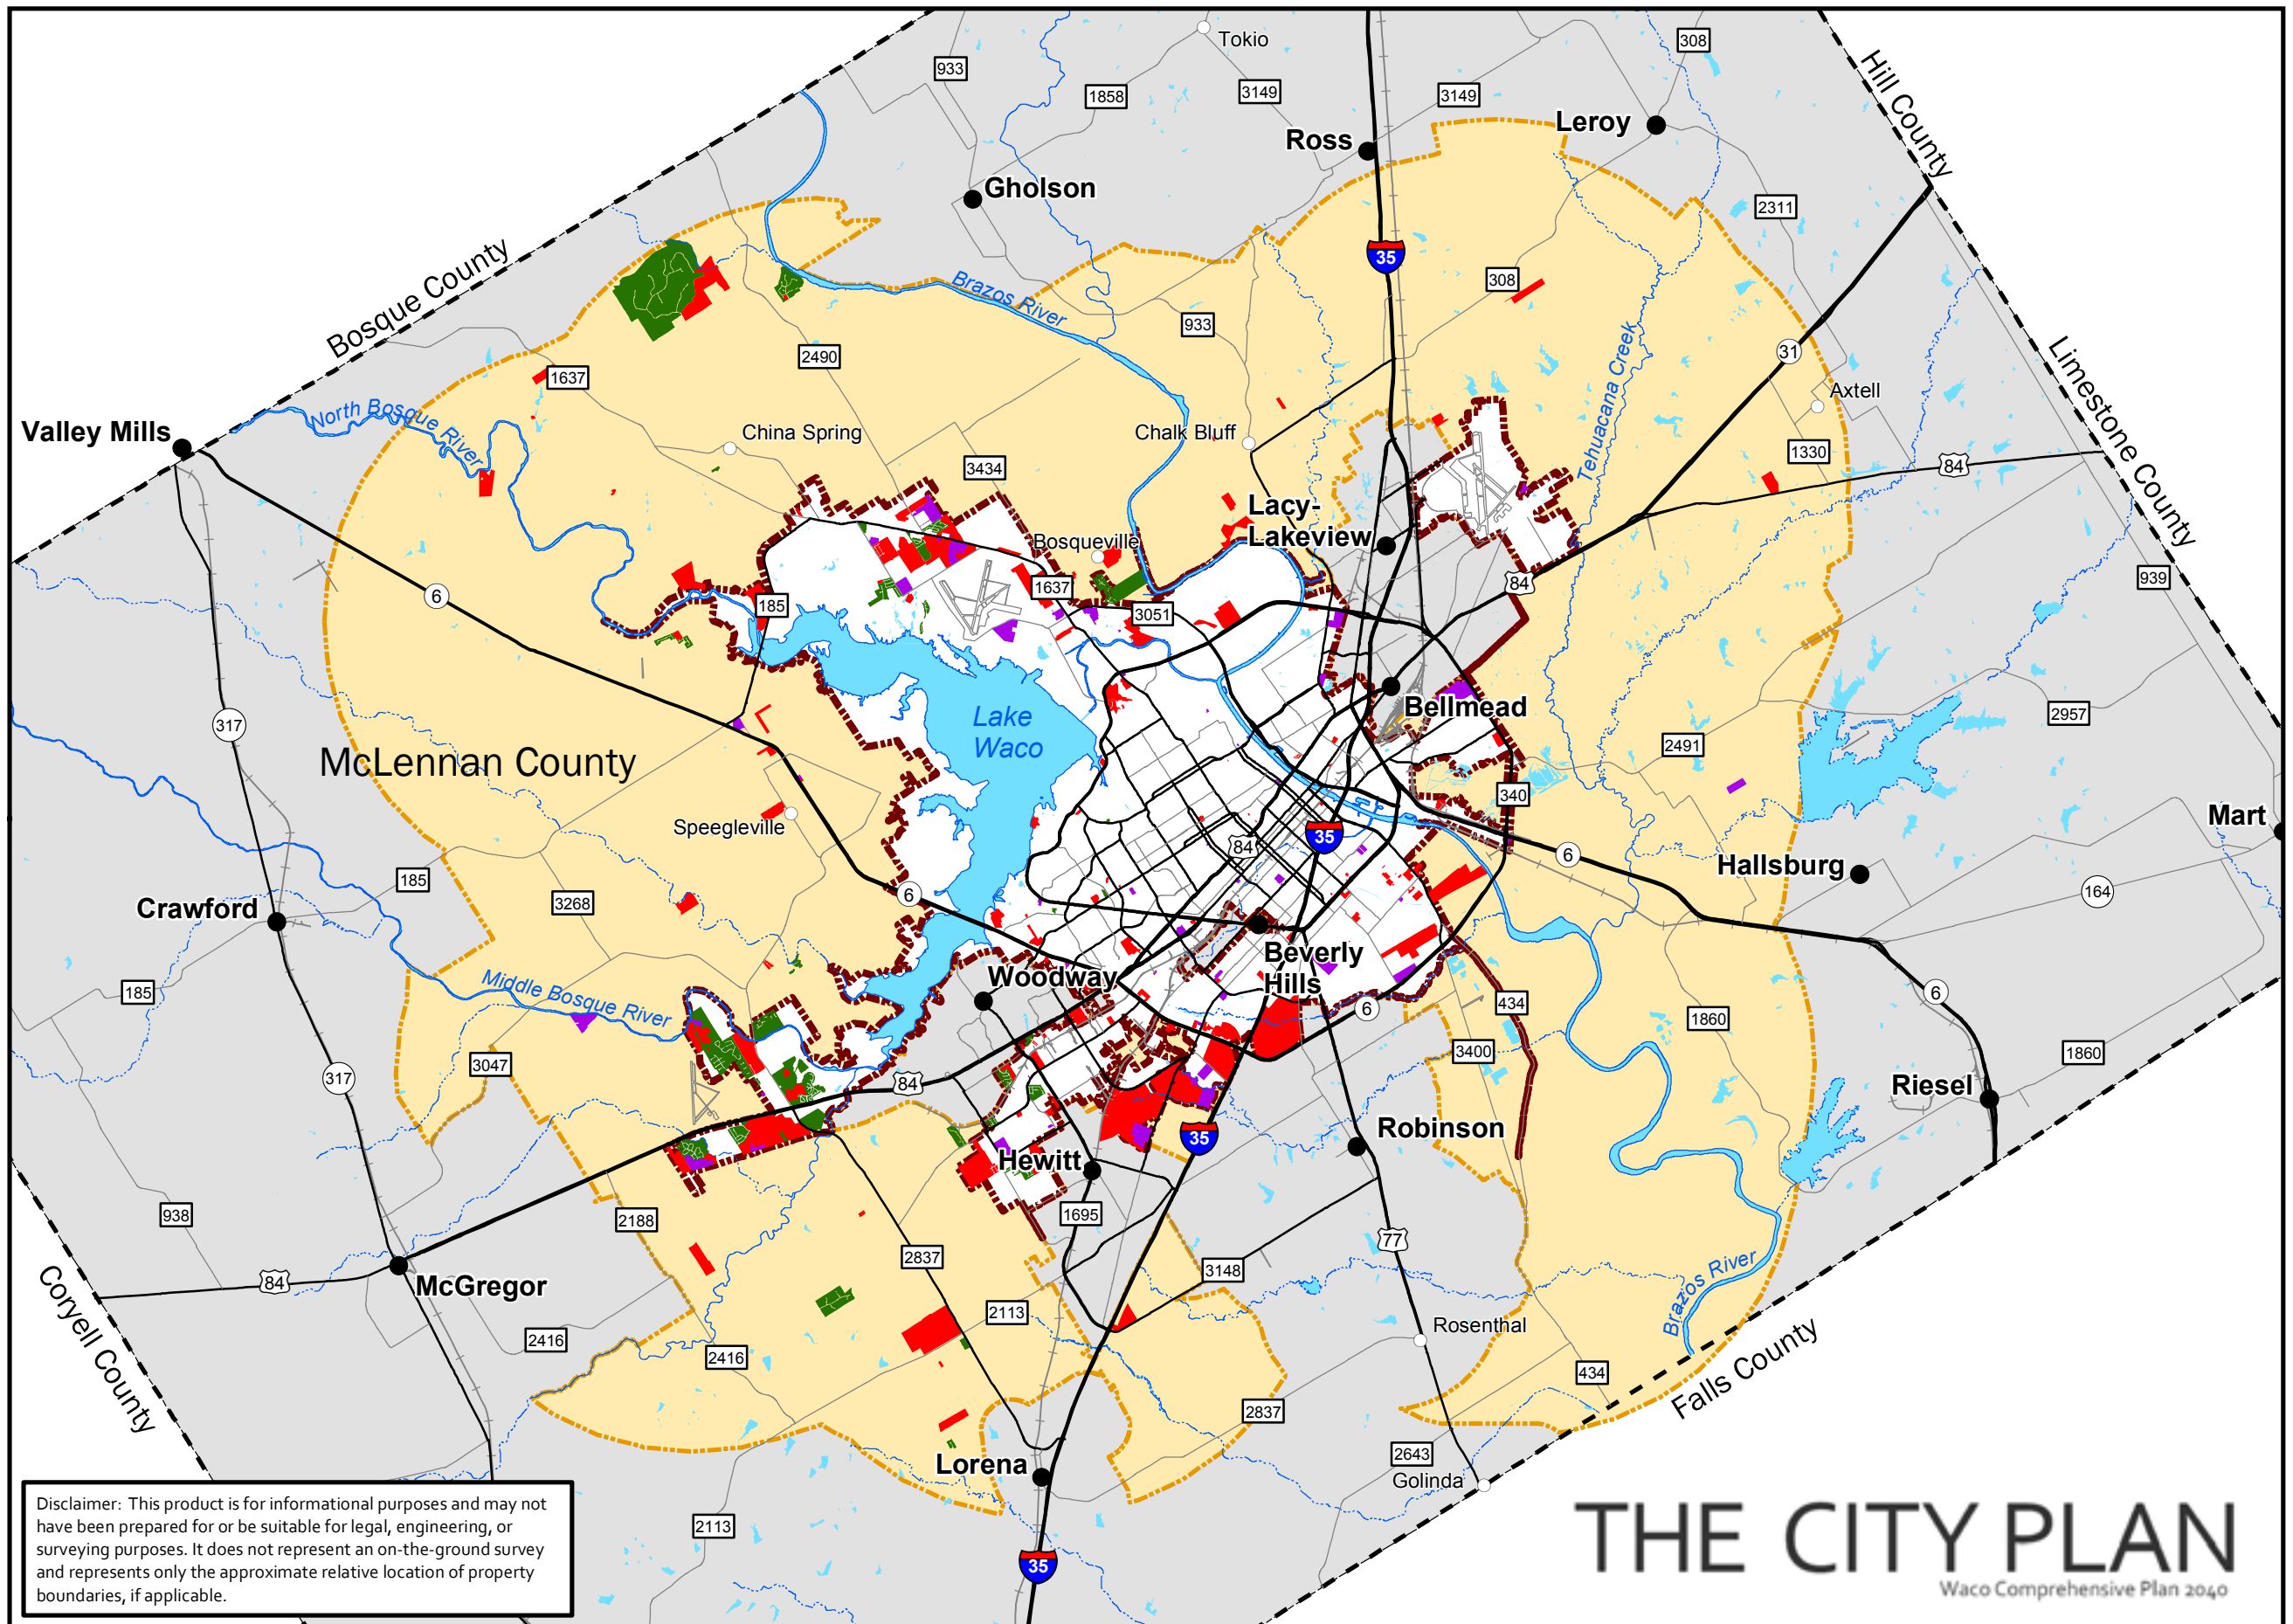 Tokio
308
933
Hill County
1858
3149
3149
Leroy
Ross
Gholson
2311
Bosque County
35
308
Brazos River
933
2490
31
Limestone County
1637
Tehuacana Creek
Axtell
North Bosque River
Valley Mills
China Spring
Chalk Bluff
1330
3434
84
Lacy-
Lakeview
Bosqueville
939
84
1637
185
3051
6
Lake
Waco
Bellmead
2957
317
2491
McLennan County
340
Mart
Speegleville
35
84
6
Hallsburg
185
6
3268
164
Crawford
Beverly
Hills
Woodway
185
Middle Bosque River
6
434
6
1860
3400
1860
3047
317
84
Riesel
35
Robinson
Hewitt
938
2188
1695
77
2837
3148
Brazos River
84
McGregor
Coryell County
2113
Rosenthal
2416
2416
434
Falls County
2837
2643
Lorena
Golinda
2113
35
Disclaimer: This product is for informational purposes and may not
have been prepared for or be suitable for legal, engineering, or
surveying purposes. It does not represent an on-the-ground survey
and represents only the approximate relative location of property
boundaries, if applicable.
THE CITY PLAN
Waco Comprehensive Plan 2040